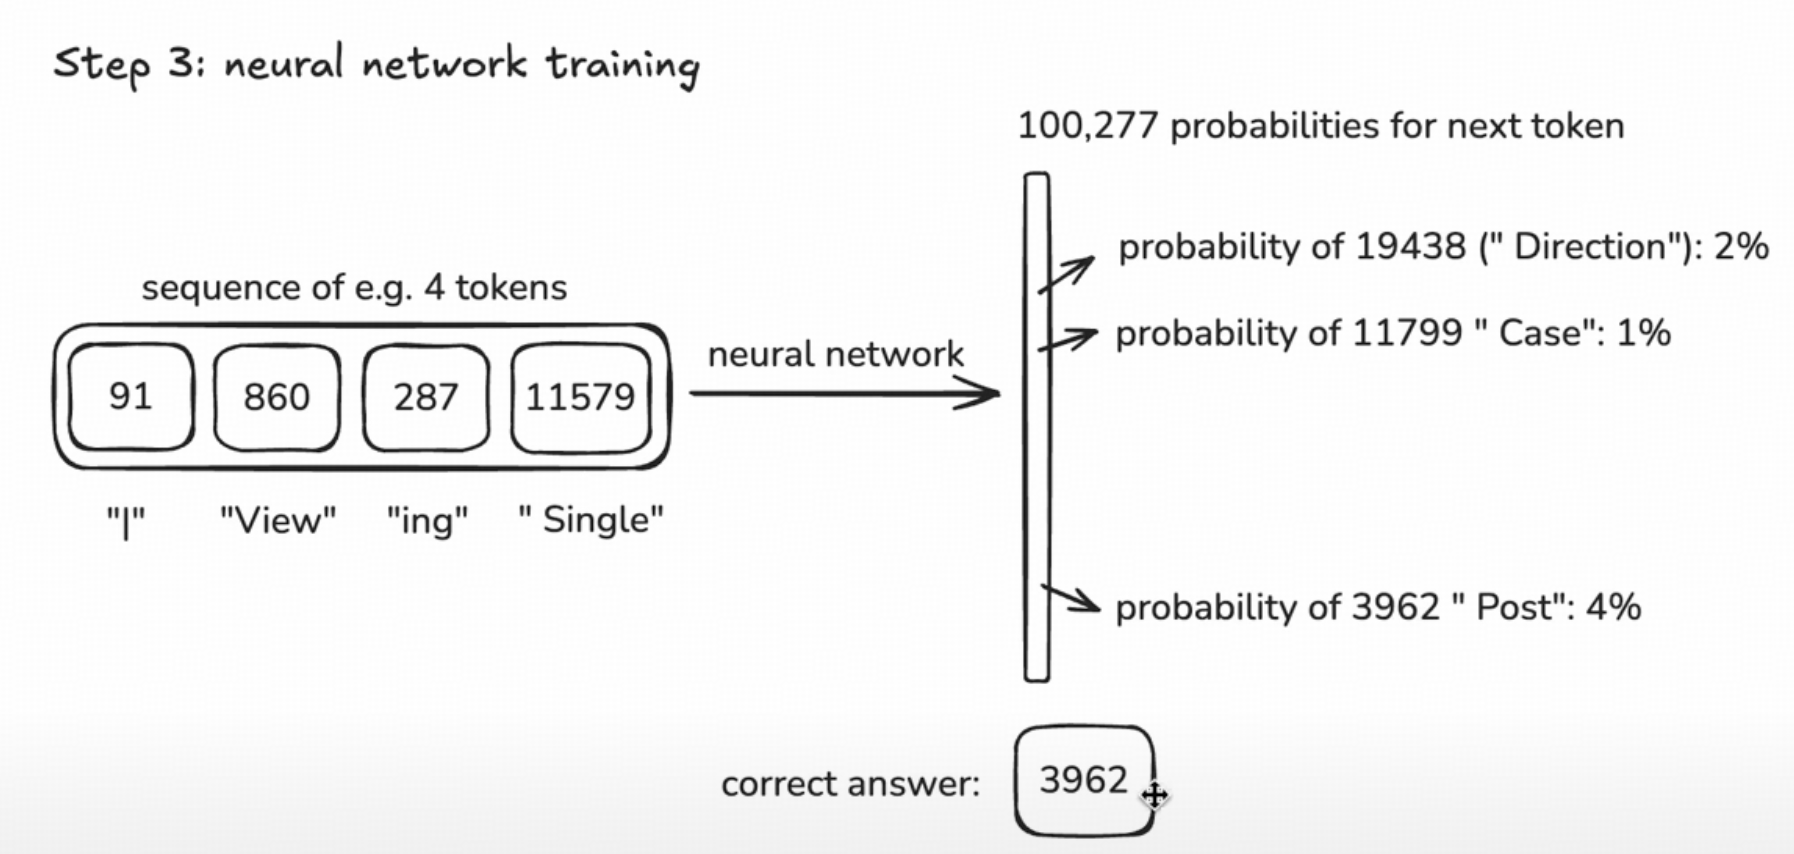 Step 3: neural network training
100,277 probabilities for next token
probability of 19438 (" Direction"): 2%
sequence of e.g. 4 tokens
probability of 11799 " Case": 1%
neural network
91 860 287 11579
"|" "View" "ing" " Single"
probability of 3962 " Post": 4%
correct answer: 3962